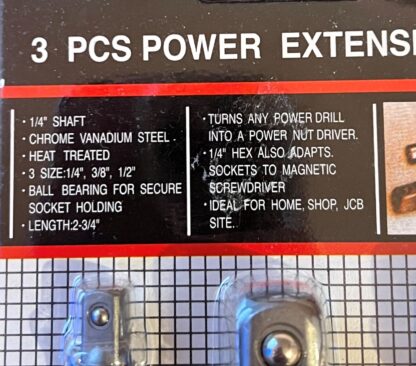 3 PCS POWER EXTENSI
· 1/4" SHAFT
· CHROME VANADIUM STEEL.
· HEAT TREATED
· 3 SIZE:1/4", 3/8", 1/2"
· BALL BEARING FOR SECURE
SOCKET HOLDING
· LENGTH:2-3/4"
· TURNS ANY POWER DRILL
INTO A POWER NUT DRIVER.
· 1/4" HEX ALSO ADAPTS.
SOCKETS TO MAGNETIC
SCREWDRIVER
· IDEAL FOR HOME, SHOP, JCB
SITE.